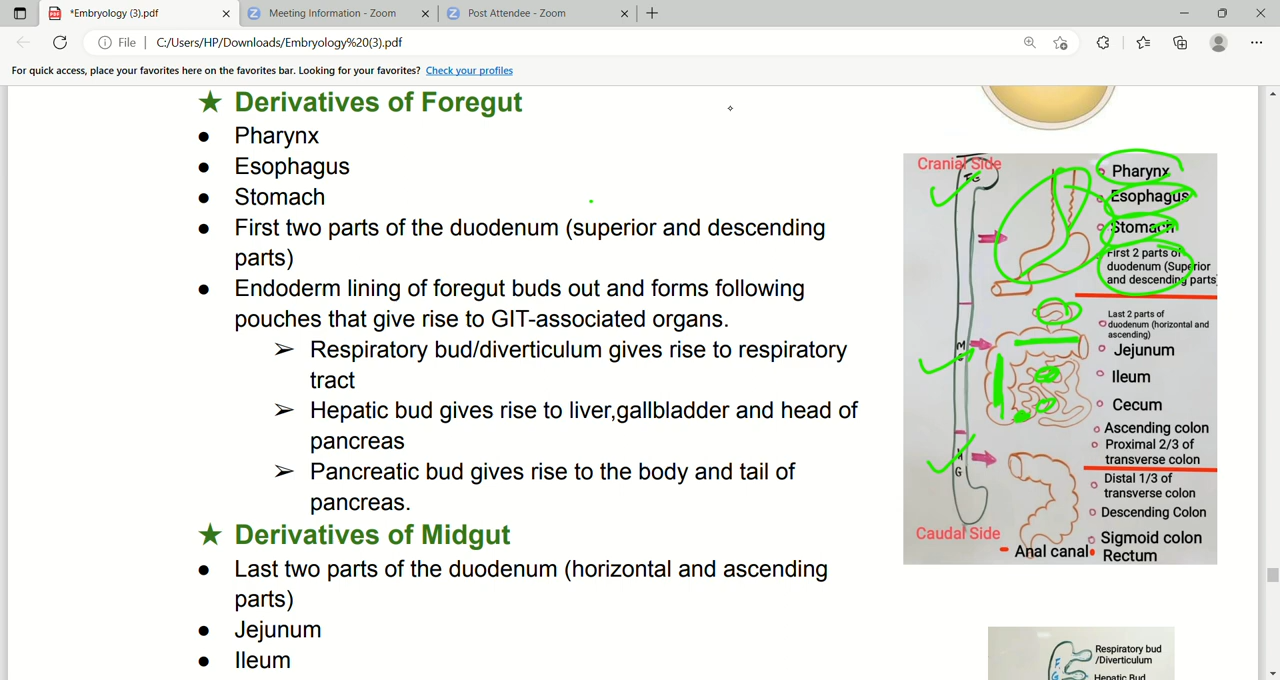 *Embryology (3).pdf
Meeting Information - Zoom
Post Attendee - Zoom
File
C:/Users/HP/Downloads/Embryology%20(3).pdf
For quick access, place your favorites here on the favorites bar. Looking for your favorites? Check your profiles
★ Derivatives of Foregut
● Pharynx
● Esophagus
● Stomach
● First two parts of the duodenum (superior and descending
parts)
● Endoderm lining of foregut buds out and forms following
pouches that give rise to GIT-associated organs.
➢ Respiratory bud/diverticulum gives rise to respiratory
tract
➢ Hepatic bud gives rise to liver,gallbladder and head of
pancreas
➢ Pancreatic bud gives rise to the body and tail of
pancreas.
★ Derivatives of Midgut
● Last two parts of the duodenum (horizontal and ascending
parts)
● Jejunum
● Ileum
Cranial Side
FG
Pharynx
Esophagus
Stomach
First 2 parts of
duodenum (Superior
and descending parts
Last 2 parts of
duodenum (horizontal and
ascending)
M
G
Jejunum
Ileum
Cecum
Ascending colon
Proximal 2/3 of
transverse colon
G
Distal 1/3 of
transverse colon
Descending Colon
Caudal Side
Sigmoid colon
Anal canal
Rectum
Respiratory bud
/Diverticulum
Hepatic Bud